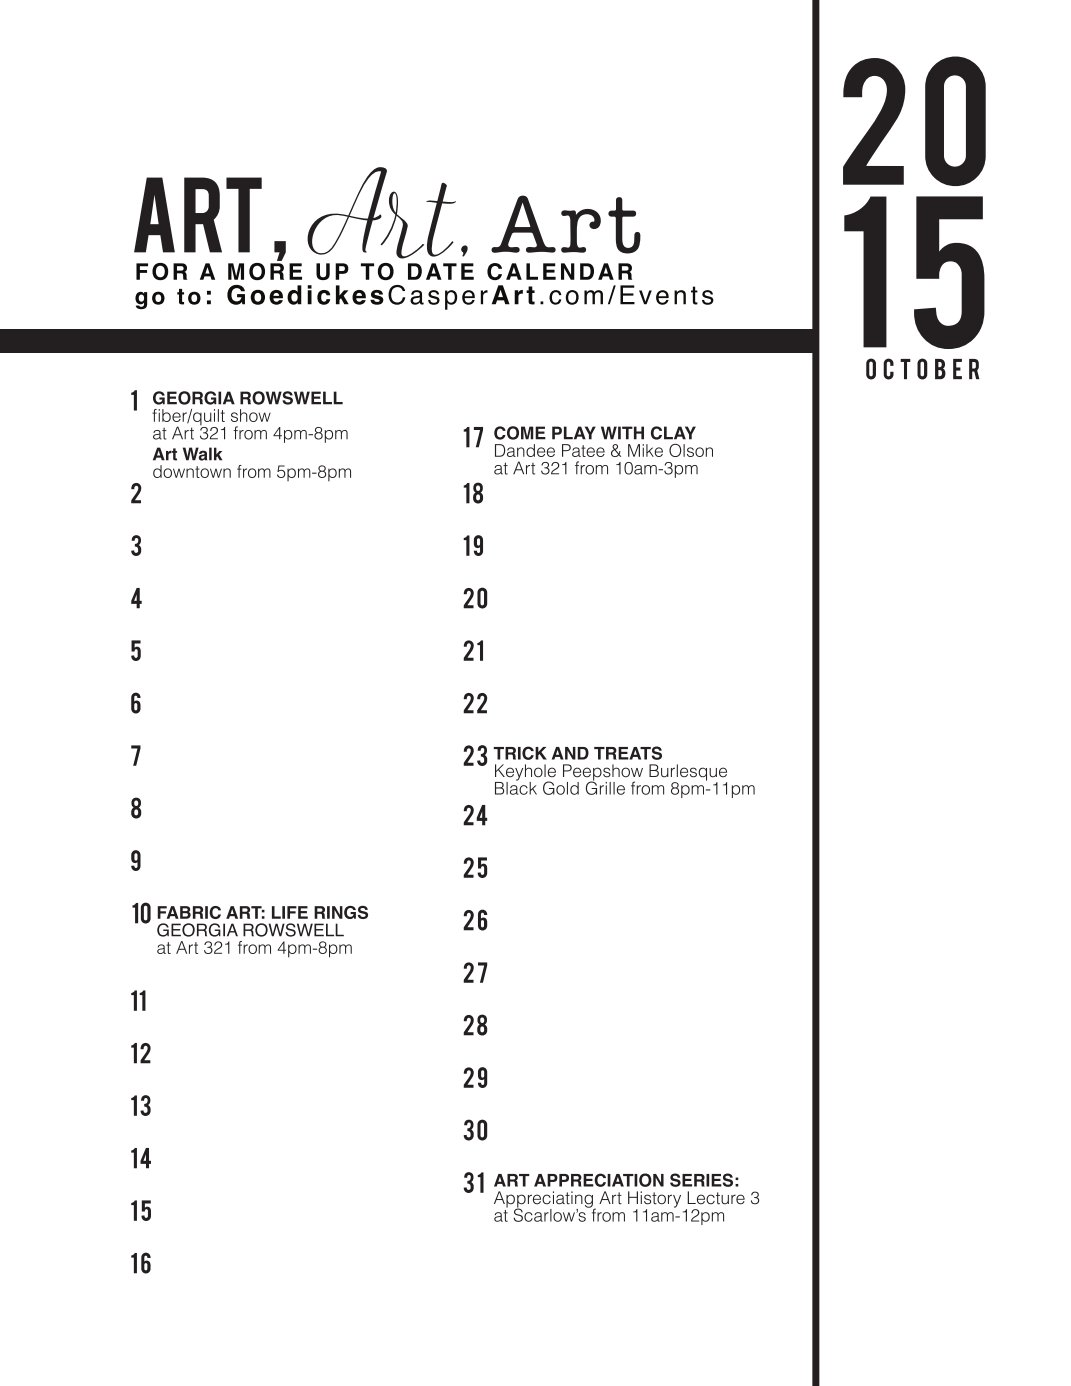 ART, Art, Art
FOR A MORE UP TO DATE CALENDAR
go to: GoedickesCasperArt.com/Events
20
15
OCTOBER
1 GEORGIA ROWSWELL
fiber/quilt show
at Art 321 from 4pm-8pm
Art Walk
downtown from 5pm-8pm
2
3
4
5
6
7
8
9
10 FABRIC ART: LIFE RINGS
GEORGIA ROWSWELL
at Art 321 from 4pm-8pm
11
12
13
14
15
16
17 COME PLAY WITH CLAY
Dandee Patee & Mike Olson
at Art 321 from 10am-3pm
18
19
20
21
22
23 TRICK AND TREATS
Keyhole Peepshow Burlesque
Black Gold Grille from 8pm-11pm
24
25
26
27
28
29
30
31 ART APPRECIATION SERIES:
Appreciating Art History Lecture 3
at Scarlow's from 11am-12pm